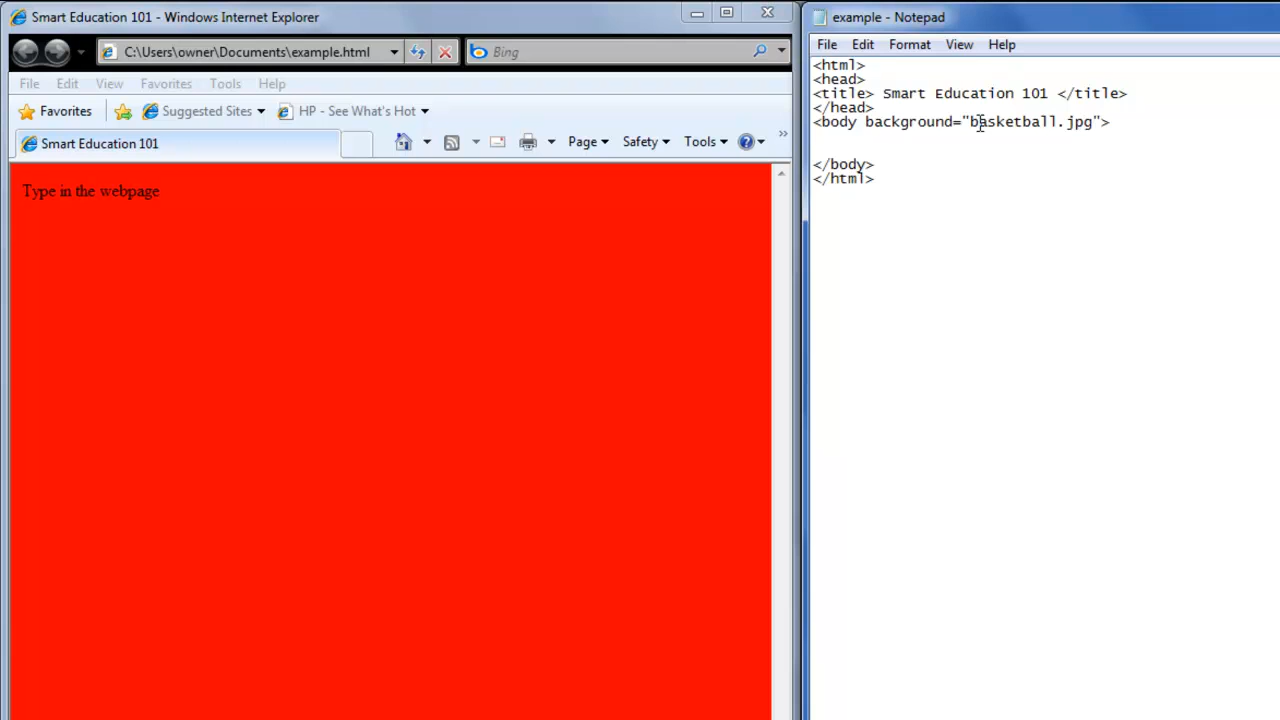 Smart Education 101 - Windows Internet Explorer
C:\Users\owner\Documents\example.html
Bing
File Edit View Favorites Tools Help
Favorites Suggested Sites HP - See What's Hot
Smart Education 101
Page Safety Tools »
Type in the webpage
example - Notepad
File Edit Format View Help
<html>
<head>
<title> Smart Education 101 </title>
</head>
<body background="basketball.jpg">
</body>
</html>